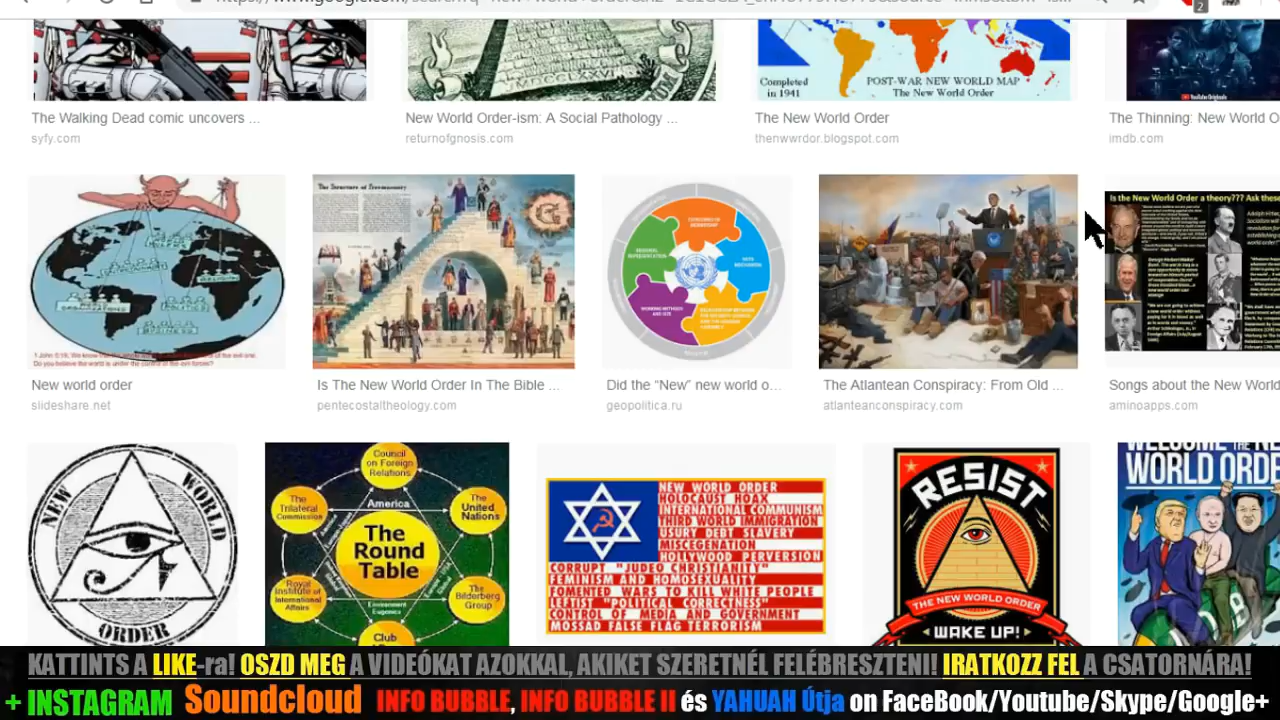 2
Completed
in 1941
POST-WAR NEW WORLD MAP
The New World Order
The Walking Dead comic uncovers ...
syfy.com
New World Order-ism: A Social Pathology ...
returnofgnosis.com
The New World Order
thenwwrdor.blogspot.com
The Thinning: New World O
imdb.com
The Structure of Freemasonry
G
Is the New World Order a theory??? Ask these
New world order
slideshare.net
Is The New World Order In The Bible ...
pentecostaltheology.com
Did the “New” new world o...
geopolitica.ru
The Atlantean Conspiracy: From Old ...
atlanteanconspiracy.com
Songs about the New World
aminoapps.com
NEW WORLD
ORDER
Council
on Foreign
Relations
The
Trilateral
Commission
America
The
United
Nations
The
Round
Table
Royal
Institute of
International
Affairs
Environment
Eugenics
The
Bilderberg
Group
Club
NEW WORLD ORDER
HOLOCAUST HOAX
INTERNATIONAL COMMUNISM
THIRD WORLD IMMIGRATION
USURY DEBT SLAVERY
MISCEGENATION
HOLLYWOOD PERVERSION
CORRUPT "JUDEO CHRISTIANITY"
FEMINISM AND HOMOSEXUALITY
FOMENTED WARS TO KILL WHITE PEOPLE
LEFTIST "POLITICAL CORRECTNESS"
CONTROL OF MEDIA AND GOVERNMENT
MOSSAD FALSE FLAG TERRORISM
RESIST
THE NEW WORLD ORDER
WAKE UP!
WORLD ORDE
KATTINTS A LIKE-ra! OSZD MEG A VIDEÓKAT AZOKKAL, AKIKET SZERETNÉL FELÉBRESZTENI! IRATKOZZ FEL A CSATORNÁRA!
+ INSTAGRAM Soundcloud INFO BUBBLE, INFO BUBBLE II és YAHUAH Útja on FaceBook/Youtube/Skype/Google+